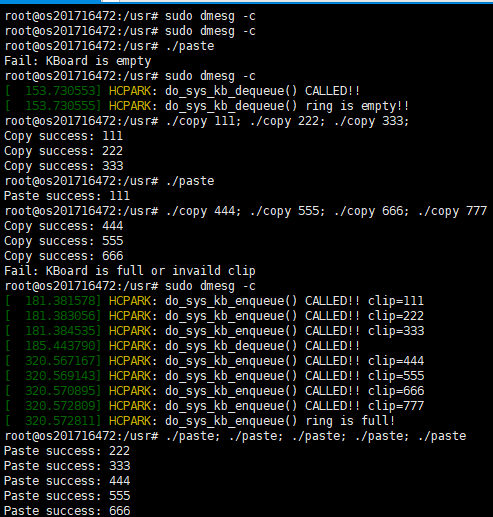 root@os201716472:/usr# sudo dmesg -c
root@os201716472:/usr# sudo dmesg -c
root@os201716472:/usr# ./paste
Fail: KBoard is empty
root@os201716472:/usr# sudo dmesg -c
[  153.730553] HCPARK: do_sys_kb_dequeue() CALLED!!
[  153.730555] HCPARK: do_sys_kb_dequeue() ring is empty!!
root@os201716472:/usr# ./copy 111; ./copy 222; ./copy 333;
Copy success: 111
Copy success: 222
Copy success: 333
root@os201716472:/usr# ./paste
Paste success: 111
root@os201716472:/usr# ./copy 444; ./copy 555; ./copy 666; ./copy 777
Copy success: 444
Copy success: 555
Copy success: 666
Fail: KBoard is full or invaild clip
root@os201716472:/usr# sudo dmesg -c
[  181.381578] HCPARK: do_sys_kb_enqueue() CALLED!! clip=111
[  181.383056] HCPARK: do_sys_kb_enqueue() CALLED!! clip=222
[  181.384535] HCPARK: do_sys_kb_enqueue() CALLED!! clip=333
[  185.443790] HCPARK: do_sys_kb_dequeue() CALLED!!
[  320.567167] HCPARK: do_sys_kb_enqueue() CALLED!! clip=444
[  320.569143] HCPARK: do_sys_kb_enqueue() CALLED!! clip=555
[  320.570895] HCPARK: do_sys_kb_enqueue() CALLED!! clip=666
[  320.572809] HCPARK: do_sys_kb_enqueue() CALLED!! clip=777
[  320.572811] HCPARK: do_sys_kb_enqueue() ring is full!
root@os201716472:/usr# ./paste; ./paste; ./paste; ./paste; ./paste
Paste success: 222
Paste success: 333
Paste success: 444
Paste success: 555
Paste success: 666